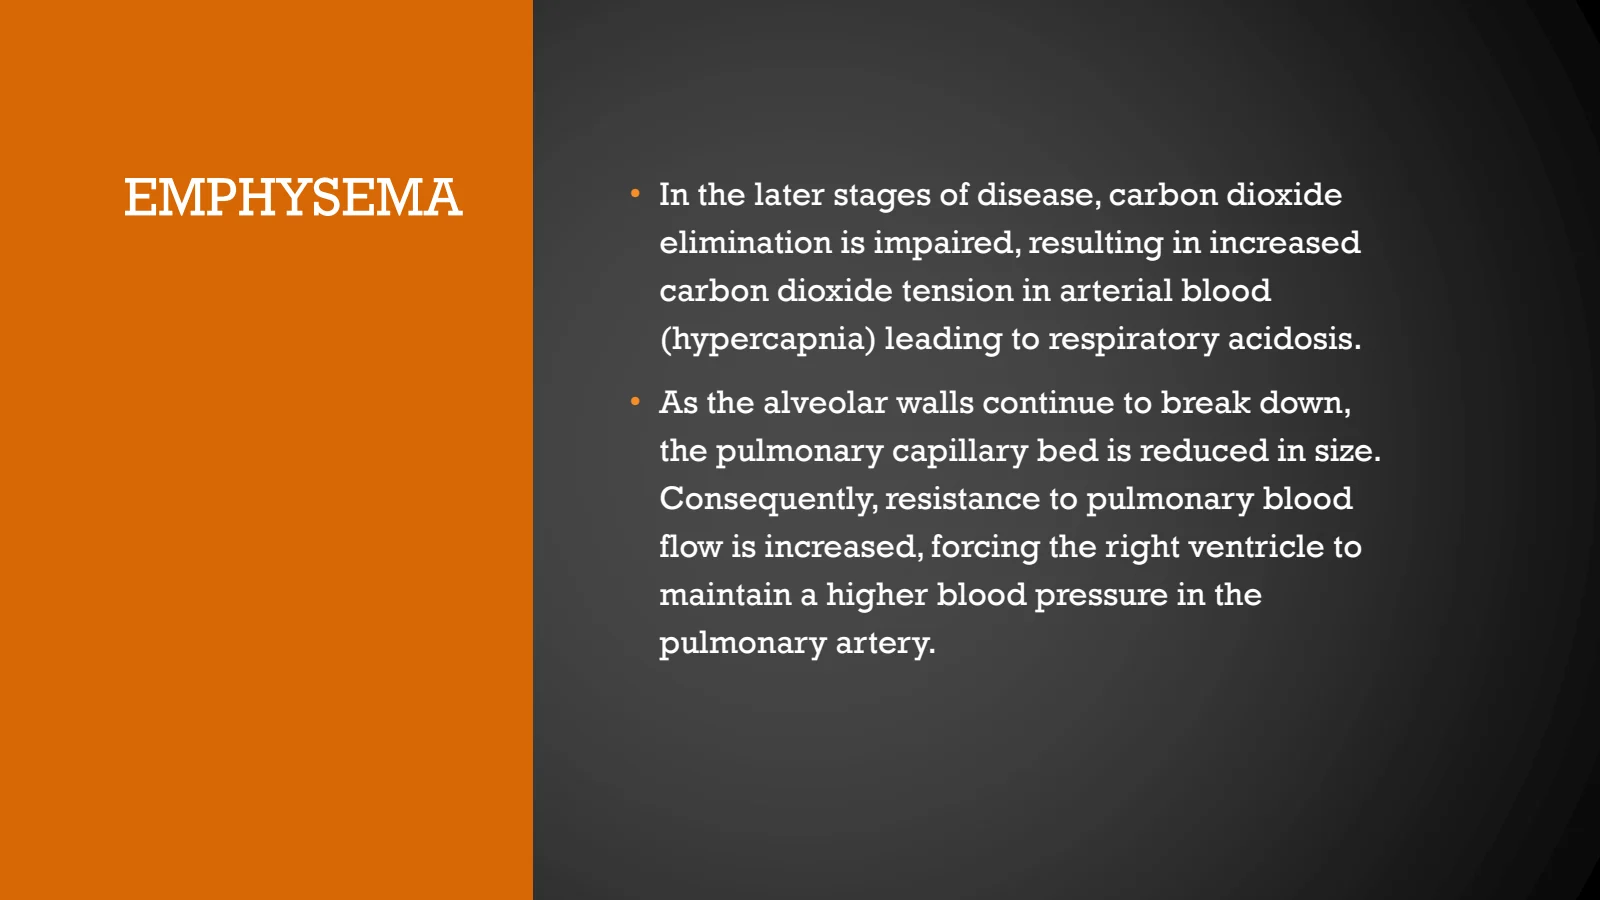 EMPHYSEMA
• In the later stages of disease, carbon dioxide
elimination is impaired, resulting in increased
carbon dioxide tension in arterial blood
(hypercapnia) leading to respiratory acidosis.
• As the alveolar walls continue to break down,
the pulmonary capillary bed is reduced in size.
Consequently, resistance to pulmonary blood
flow is increased, forcing the right ventricle to
maintain a higher blood pressure in the
pulmonary artery.